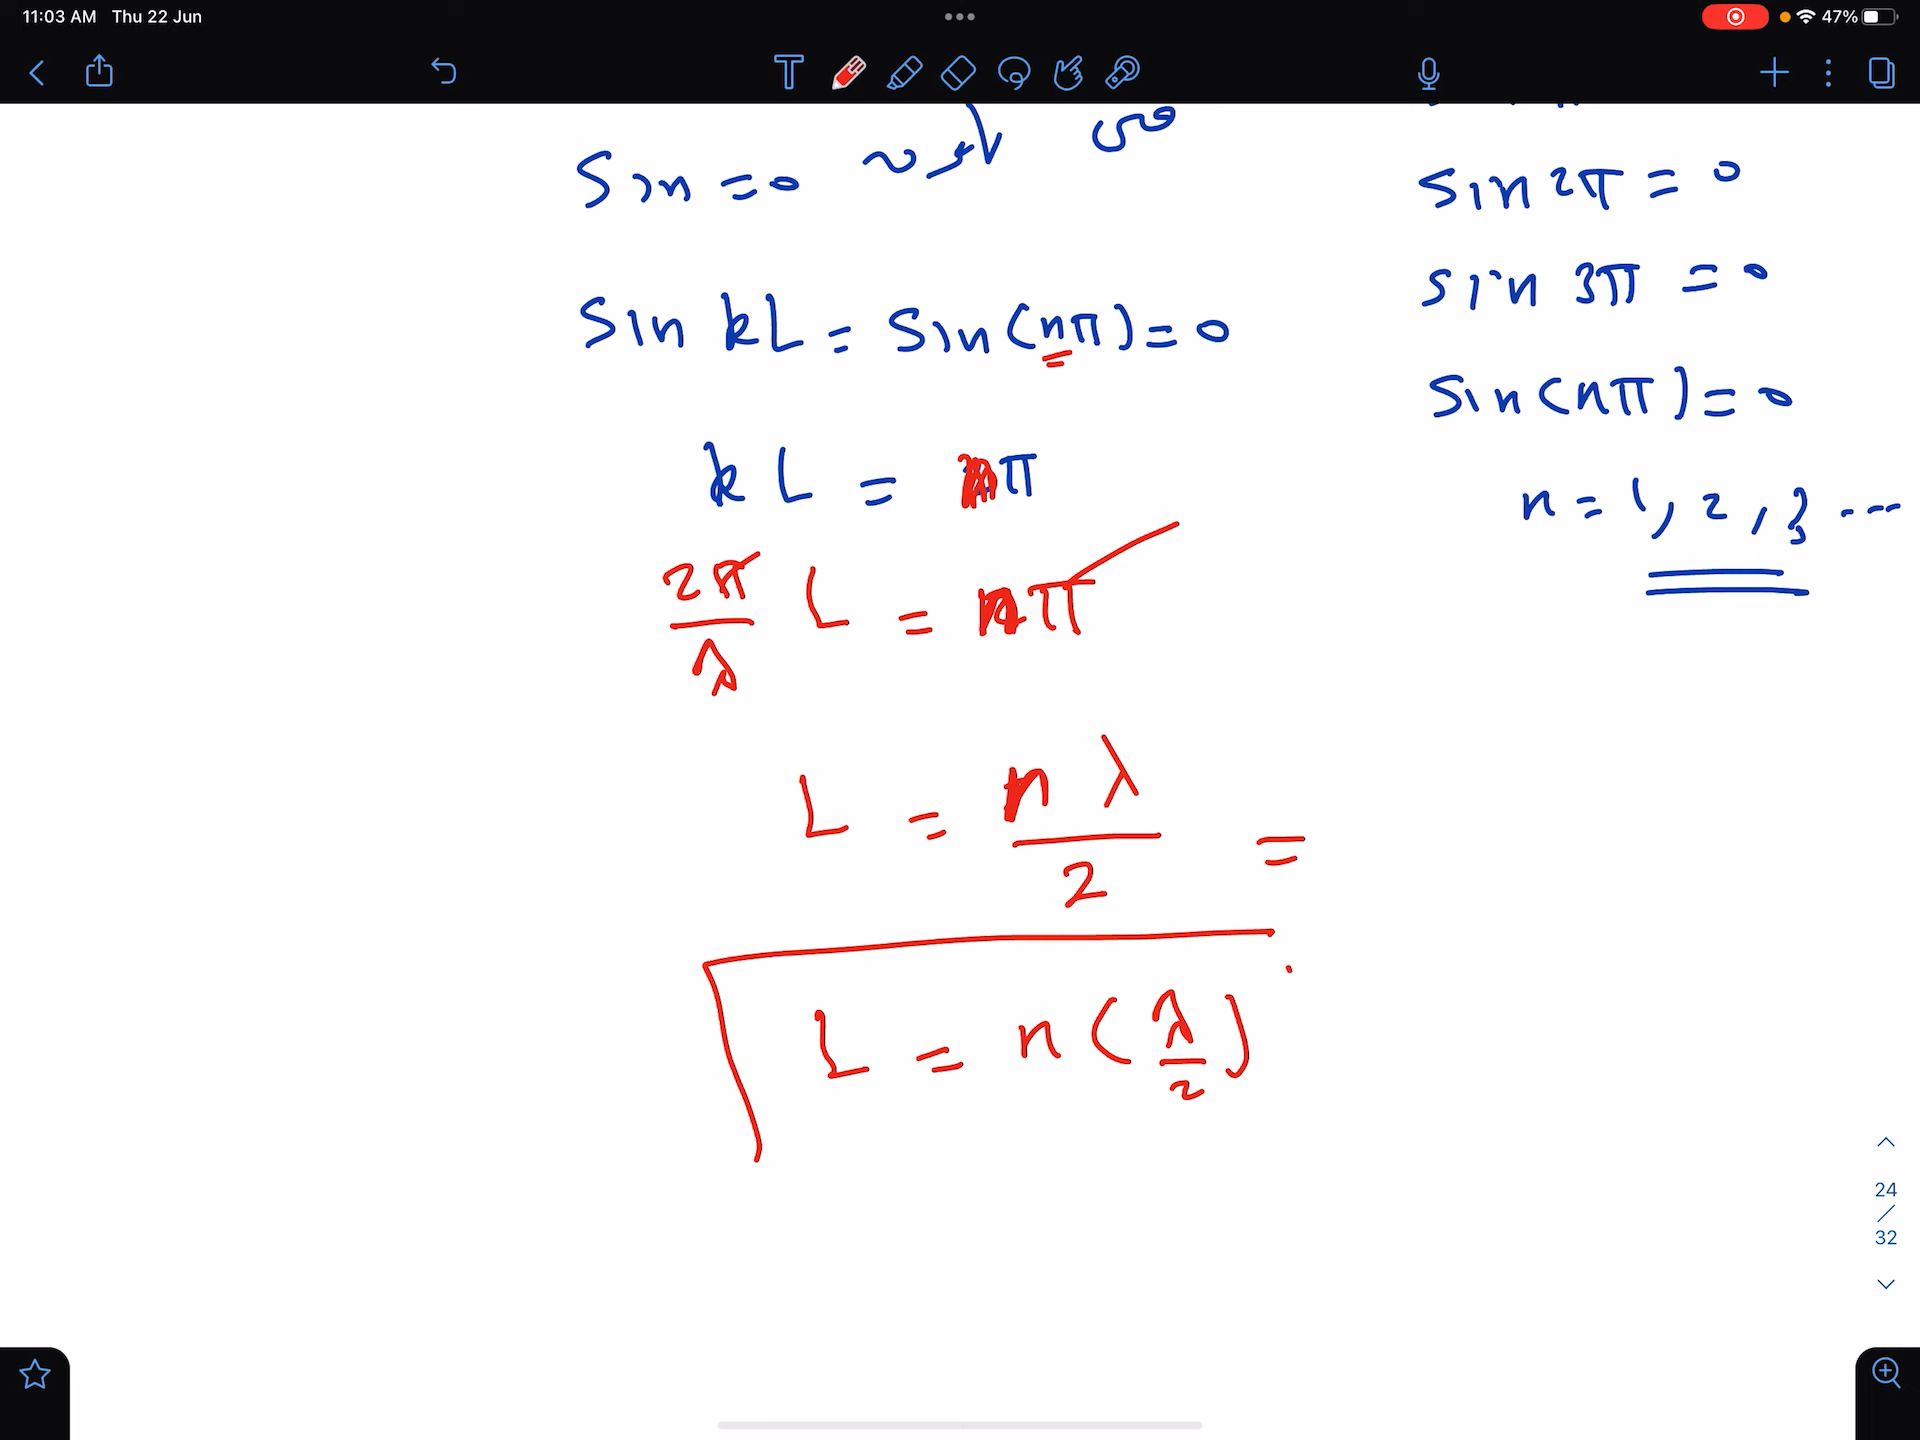 11:03 AM Thu 22 Jun
47%
T
Sin = 0
Sin kL = Sin (nπ) = 0
kL = nπ
2π/λ L = nπ
L = nλ/2 =
L = n(λ/2)
sin 2π = 0
sin 3π = 0
Sin (nπ) = 0
n = 1, 2, 3 ---
24
/
32